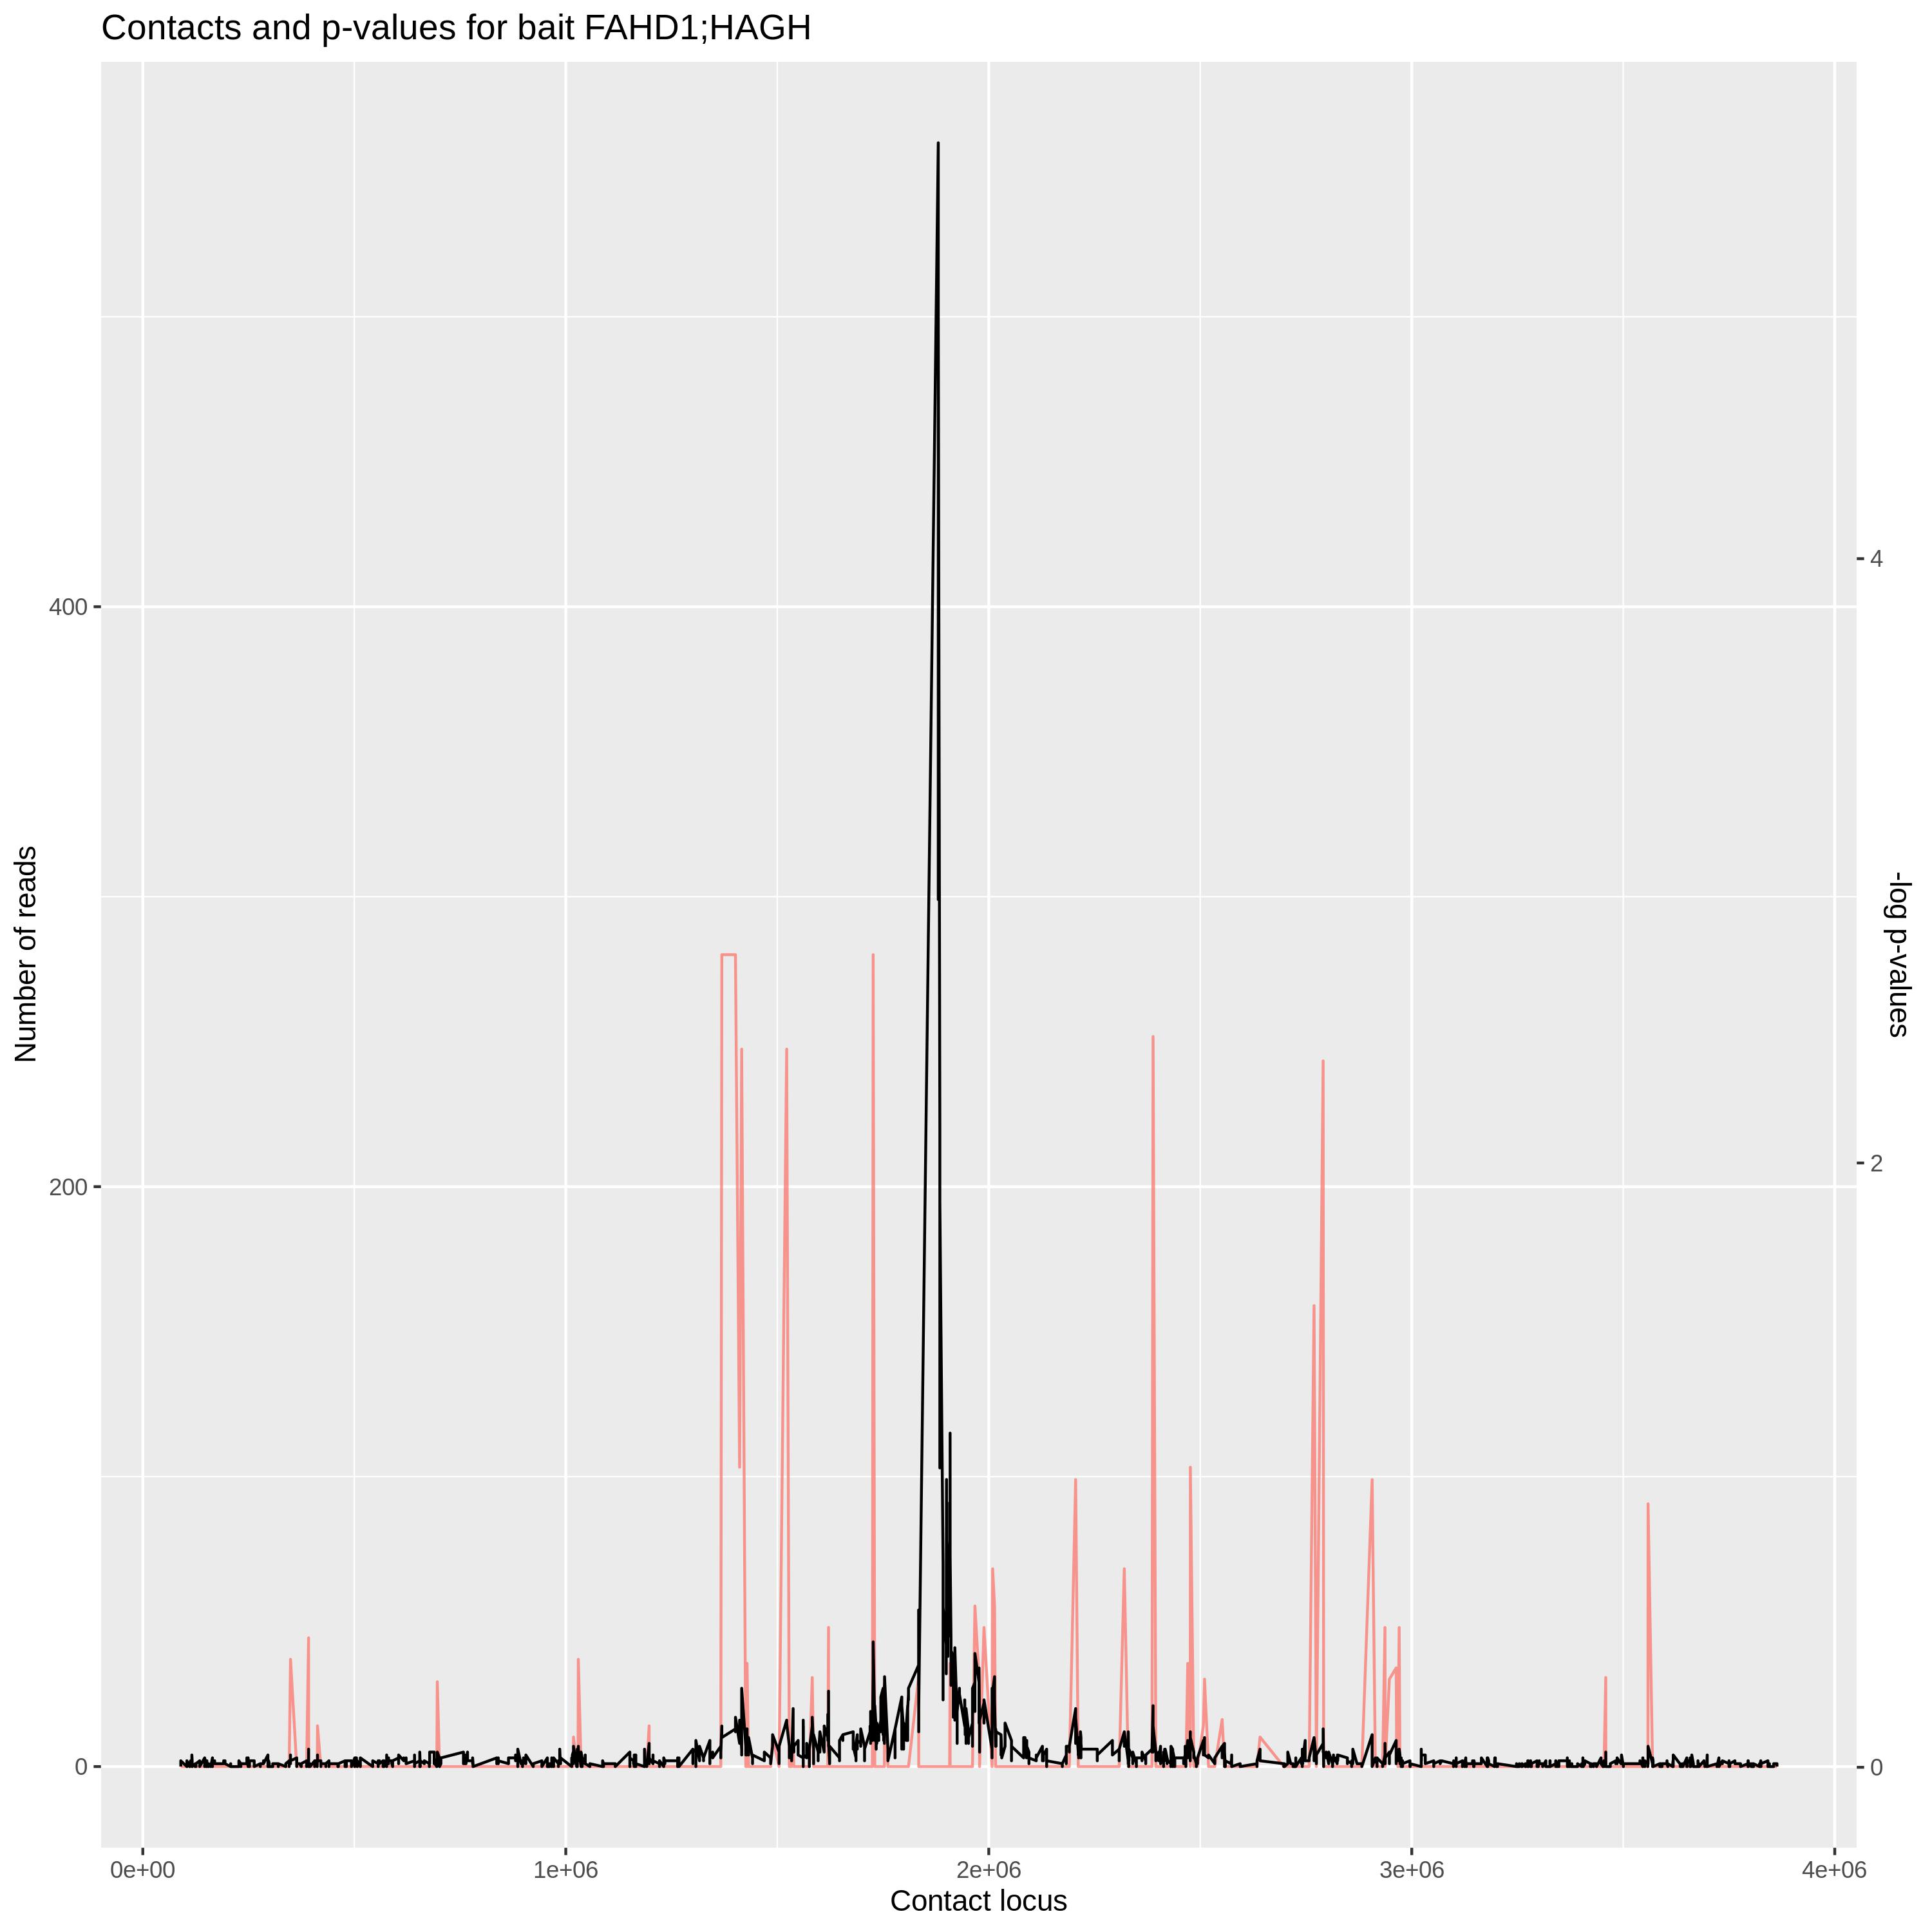 Contacts and p-values for bait FAHD1;HAGH
Number of reads
400
200
0
4
2
0
-log p-values
0e+00 1e+06 2e+06 3e+06 4e+06
Contact locus